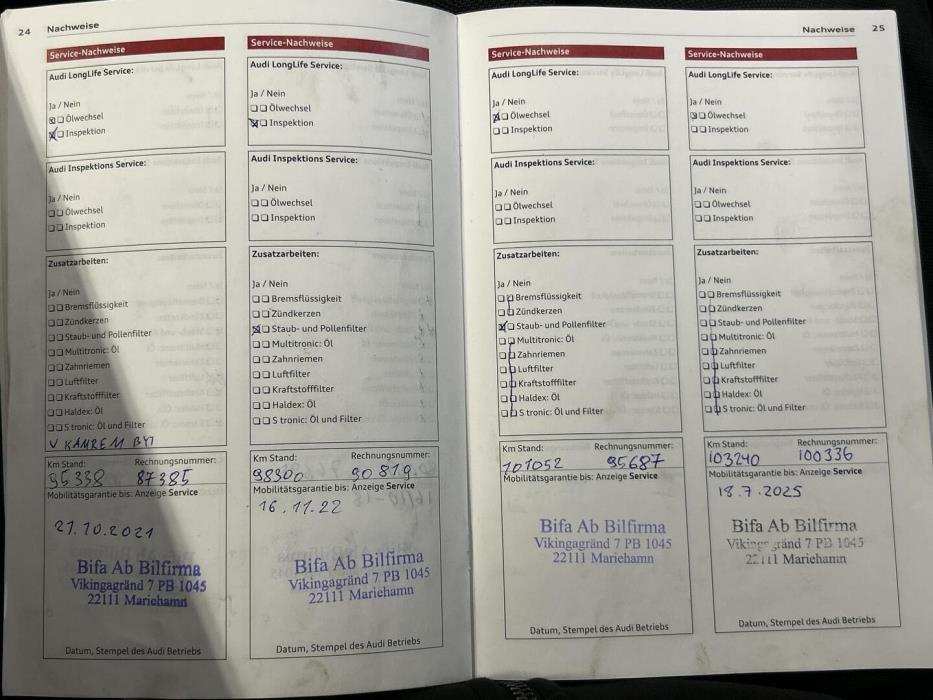 24 Nachweise
Service-Nachweise
Audi LongLife Service:
Ja / Nein
Ölwechsel
Inspektion
Audi Inspektions Service:
Ja / Nein
Ölwechsel
Inspektion
Zusatzarbeiten:
Ja / Nein
Bremsflüssigkeit
Zündkerzen
Staub- und Pollenfilter
Multitronic: Öl
Zahnriemen
Luftfilter
Kraftstofffilter
Haldex: Öl
S tronic: Öl und Filter
V KAMREM BYT
Km Stand: Rechnungsnummer:
95338 87385
Mobilitätsgarantie bis: Anzeige Service
27.10.2021
Bifa Ab Bilfirma
Vikingagränd 7 PB 1045
22111 Mariehamn
Datum, Stempel des Audi Betriebs
Service-Nachweise
Audi LongLife Service:
Ja / Nein
Ölwechsel
Inspektion
Audi Inspektions Service:
Ja / Nein
Ölwechsel
Inspektion
Zusatzarbeiten:
Ja / Nein
Bremsflüssigkeit
Zündkerzen
Staub- und Pollenfilter
Multitronic: Öl
Zahnriemen
Luftfilter
Kraftstofffilter
Haldex: Öl
S tronic: Öl und Filter
Km Stand: Rechnungsnummer:
98300 90819
Mobilitätsgarantie bis: Anzeige Service
16.11.22
Bifa Ab Bilfirma
Vikingagränd 7 PB 1045
22111 Mariehamn
Datum, Stempel des Audi Betriebs
Nachweise 25
Service-Nachweise
Audi LongLife Service:
Ja / Nein
Ölwechsel
Inspektion
Audi Inspektions Service:
Ja / Nein
Ölwechsel
Inspektion
Zusatzarbeiten:
Ja / Nein
Bremsflüssigkeit
Zündkerzen
Staub- und Pollenfilter
Multitronic: Öl
Zahnriemen
Luftfilter
Kraftstofffilter
Haldex: Öl
S tronic: Öl und Filter
Km Stand: Rechnungsnummer:
101052 95687
Mobilitätsgarantie bis: Anzeige Service
Bifa Ab Bilfirma
Vikingagränd 7 PB 1045
22111 Mariehamn
Datum, Stempel des Audi Betriebs
Service-Nachweise
Audi LongLife Service:
Ja / Nein
Ölwechsel
Inspektion
Audi Inspektions Service:
Ja / Nein
Ölwechsel
Inspektion
Zusatzarbeiten:
Ja / Nein
Bremsflüssigkeit
Zündkerzen
Staub- und Pollenfilter
Multitronic: Öl
Zahnriemen
Luftfilter
Kraftstofffilter
Haldex: Öl
S tronic: Öl und Filter
Km Stand: Rechnungsnummer:
103240 100336
Mobilitätsgarantie bis: Anzeige Service
18.7.2025
Bifa Ab Bilfirma
Vikingagränd 7 PB 1045
22111 Mariehamn
Datum, Stempel des Audi Betriebs